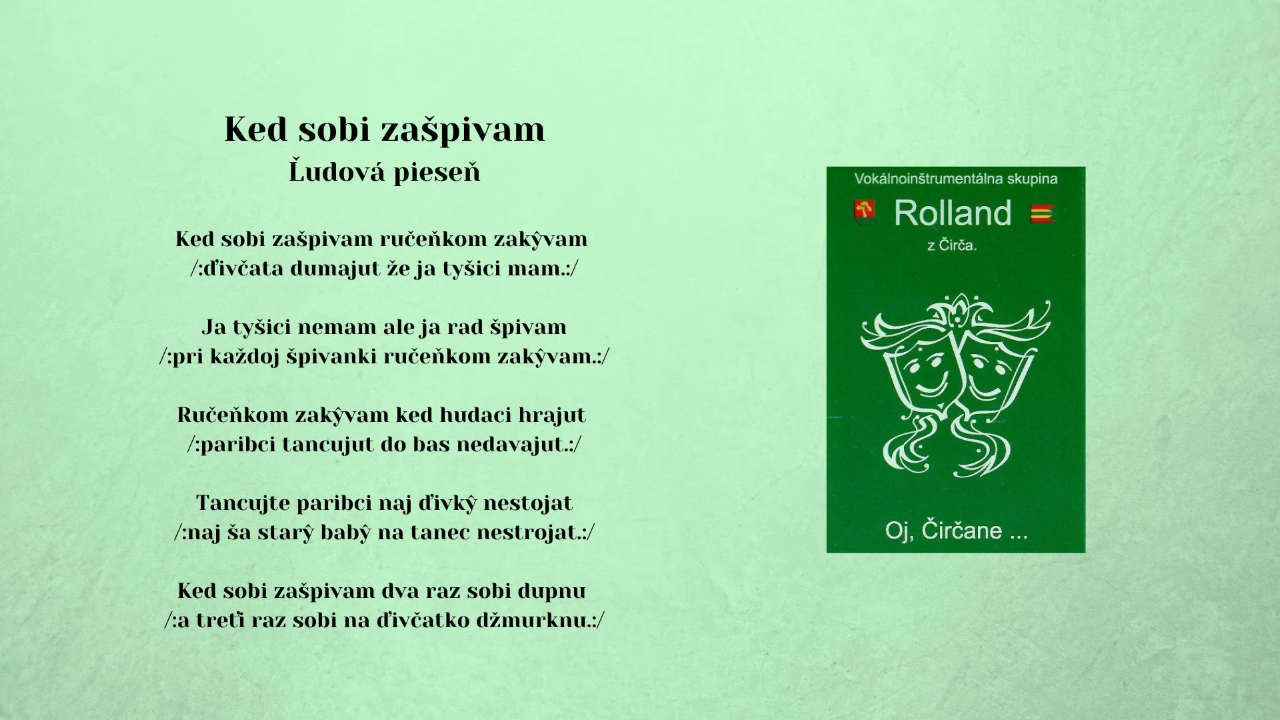 Ked sobi zašpivam
Ľudová pieseň
Ked sobi zašpivam ručeňkom zakŷvam
/:ďivčata dumajut že ja tyšici mam.:/
Ja tyšici nemam ale ja rad špivam
/:pri každoj špivanki ručeňkom zakŷvam.:/
Ručeňkom zakŷvam ked hudaci hrajut
/:paribci tancujut do bas nedavajut.:/
Tancujte paribci naj ďivkŷ nestojat
/:naj ša starŷ babŷ na tanec nestrojat.:/
Ked sobi zašpivam dva raz sobi dupnu
/:a treťi raz sobi na ďivčatko džmurknu.:/
Vokálnoinštrumentálna skupina
Rolland
z Čirča.
Oj, Čirčane ...